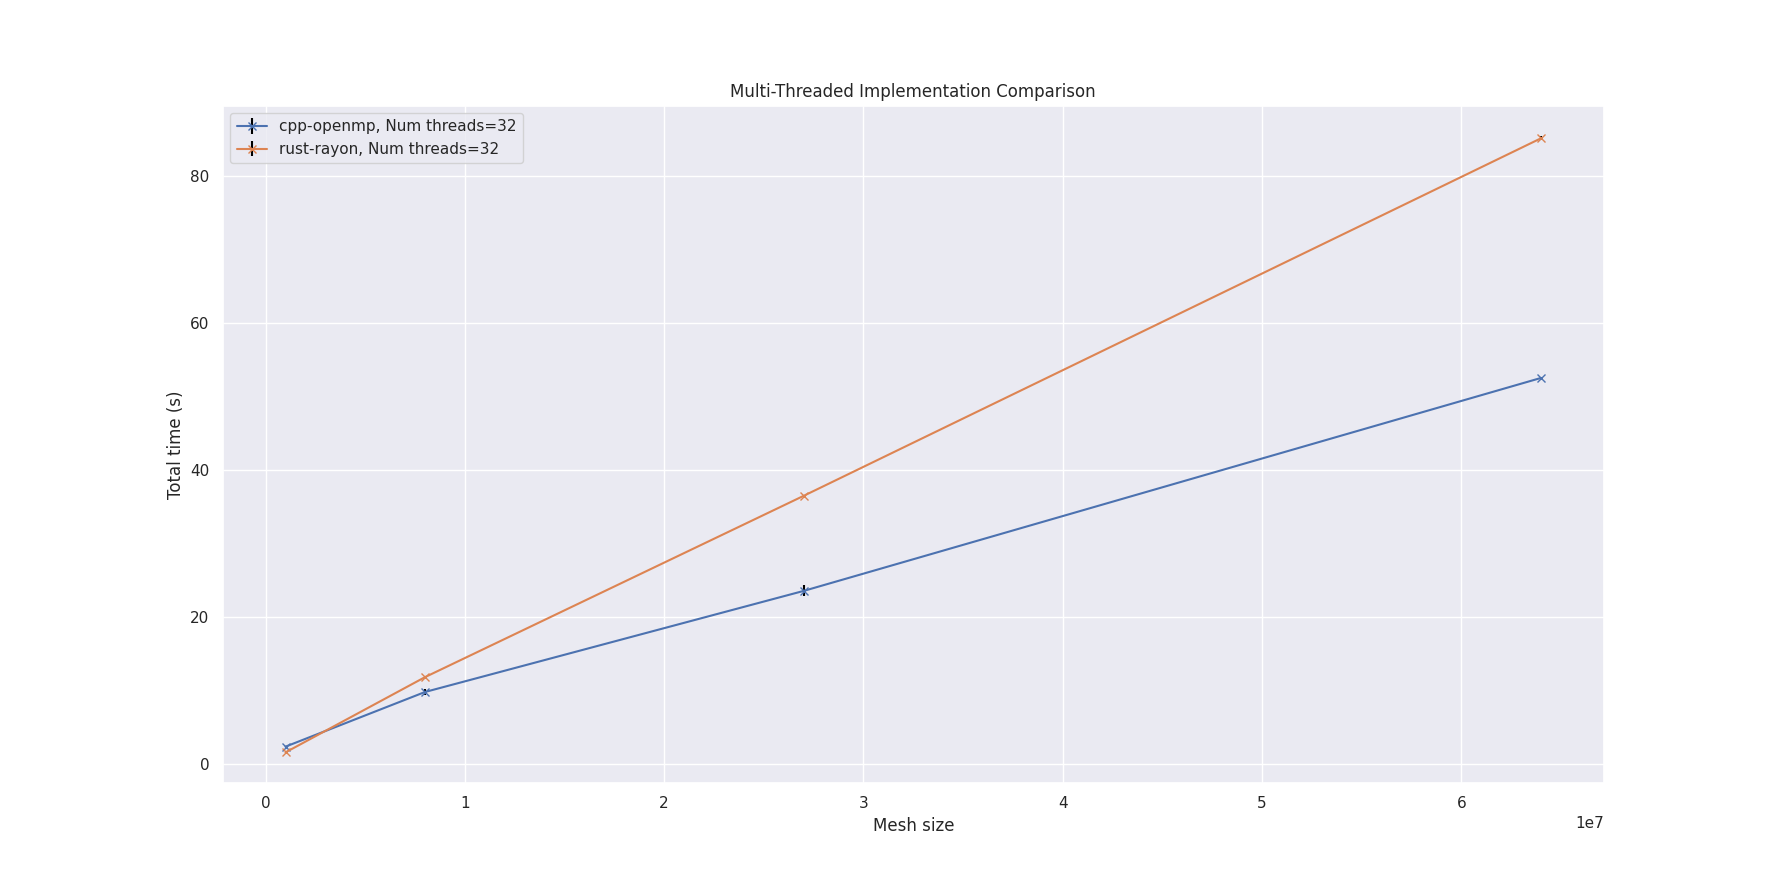 Multi-Threaded Implementation Comparison
cpp-openmp, Num threads=32
rust-rayon, Num threads=32
80
60
40
20
0
Total time (s)
0 1 2 3 4 5 6
1e7
Mesh size